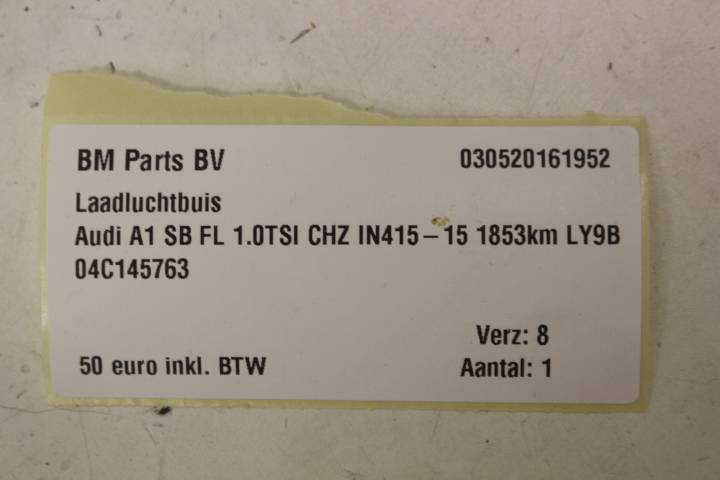 BM Parts BV 030520161952
Laadluchtbuis
Audi A1 SB FL 1.0TSI CHZ IN415-15 1853km LY9B
04C145763
Verz: 8
50 euro inkl. BTW Aantal: 1